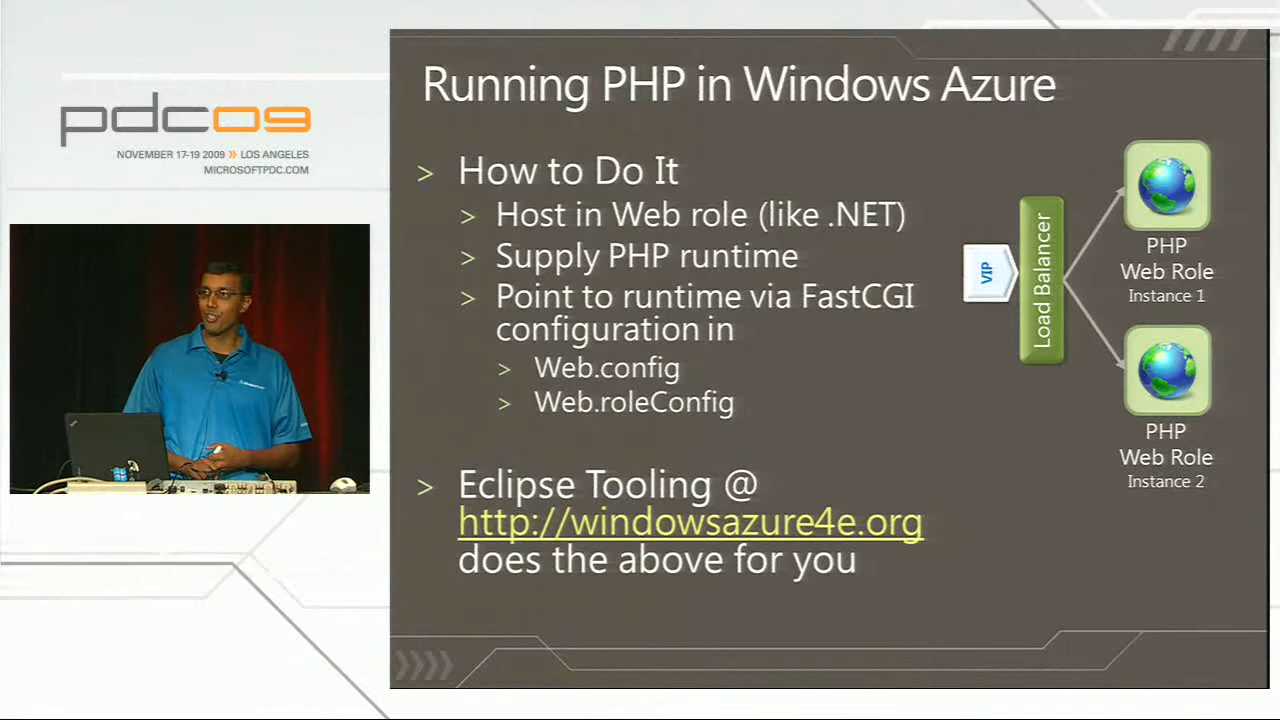 pdc09
NOVEMBER 17-19 2009 » LOS ANGELES
MICROSOFTPDC.COM
Running PHP in Windows Azure
> How to Do It
> Host in Web role (like .NET)
> Supply PHP runtime
> Point to runtime via FastCGI
configuration in
> Web.config
> Web.roleConfig
> Eclipse Tooling @
http://windowsazure4e.org
does the above for you
VIP
Load Balancer
PHP
Web Role
Instance 1
PHP
Web Role
Instance 2